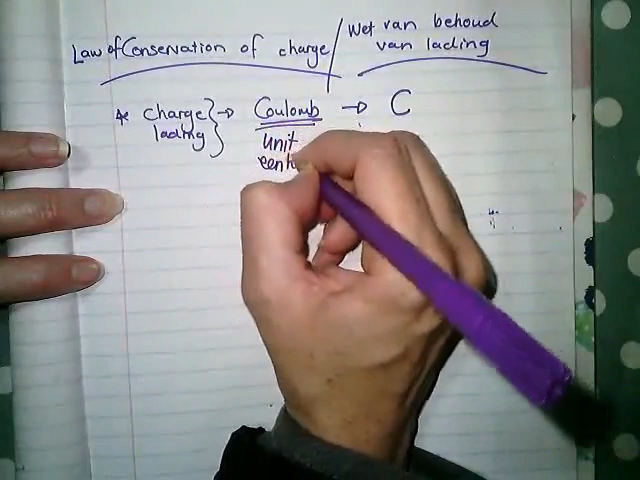 Law of Conservation of charge / Wet van behoud
van lading
* charge } → Coulomb → C
lading
unit